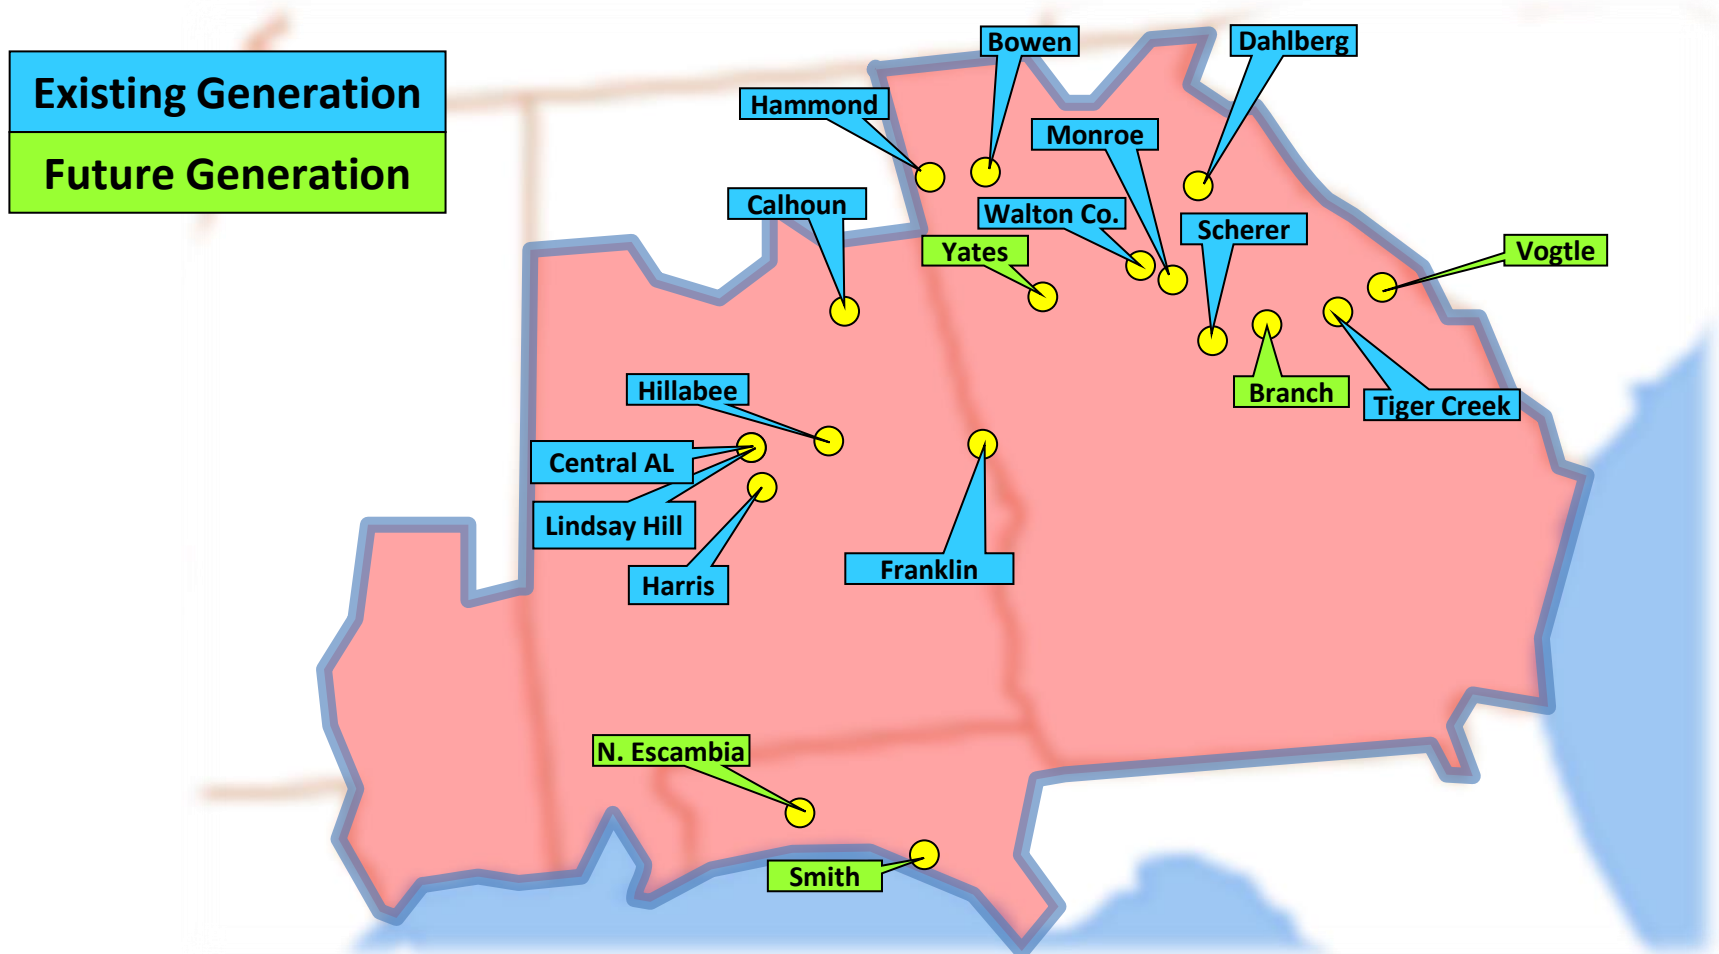 Existing Generation
Future Generation
Bowen
Dahlberg
Hammond
Monroe
Calhoun
Walton Co.
Scherer
Yates
Vogtle
Hillabee
Branch
Tiger Creek
Central AL
Lindsay Hill
Franklin
Harris
N. Escambia
Smith